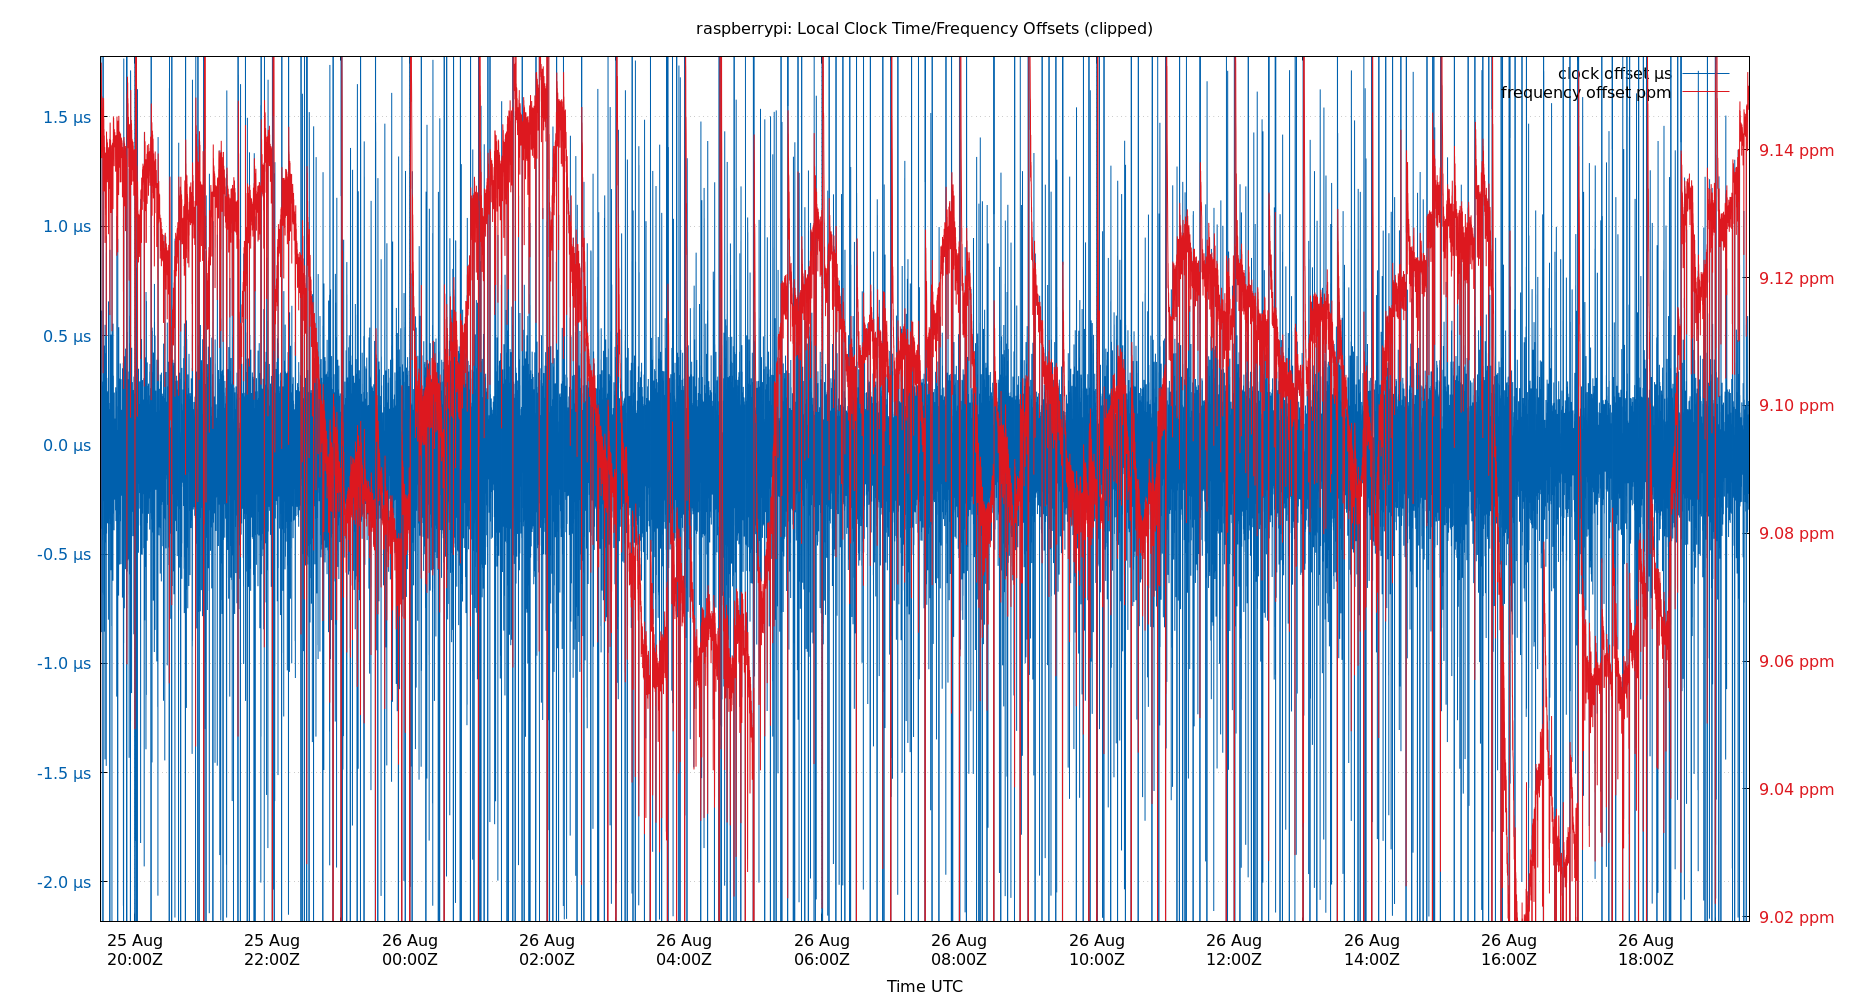 raspberrypi: Local Clock Time/Frequency Offsets (clipped)
clock offset µs
frequency offset ppm
1.5 µs
1.0 µs
0.5 µs
0.0 µs
-0.5 µs
-1.0 µs
-1.5 µs
-2.0 µs
9.14 ppm
9.12 ppm
9.10 ppm
9.08 ppm
9.06 ppm
9.04 ppm
9.02 ppm
25 Aug 25 Aug 26 Aug 26 Aug 26 Aug 26 Aug 26 Aug 26 Aug 26 Aug 26 Aug 26 Aug 26 Aug
20:00Z 22:00Z 00:00Z 02:00Z 04:00Z 06:00Z 08:00Z 10:00Z 12:00Z 14:00Z 16:00Z 18:00Z
Time UTC